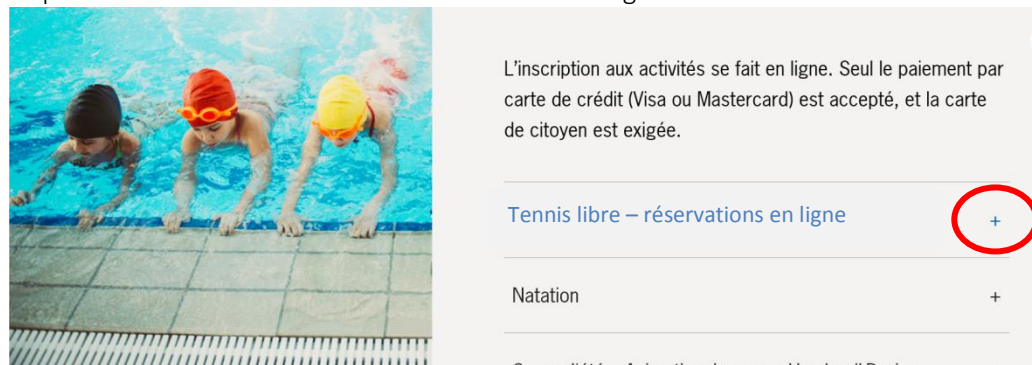 L'inscription aux activités se fait en ligne. Seul le paiement par
carte de crédit (Visa ou Mastercard) est accepté, et la carte
de citoyen est exigée.
Tennis libre – réservations en ligne +
Natation +